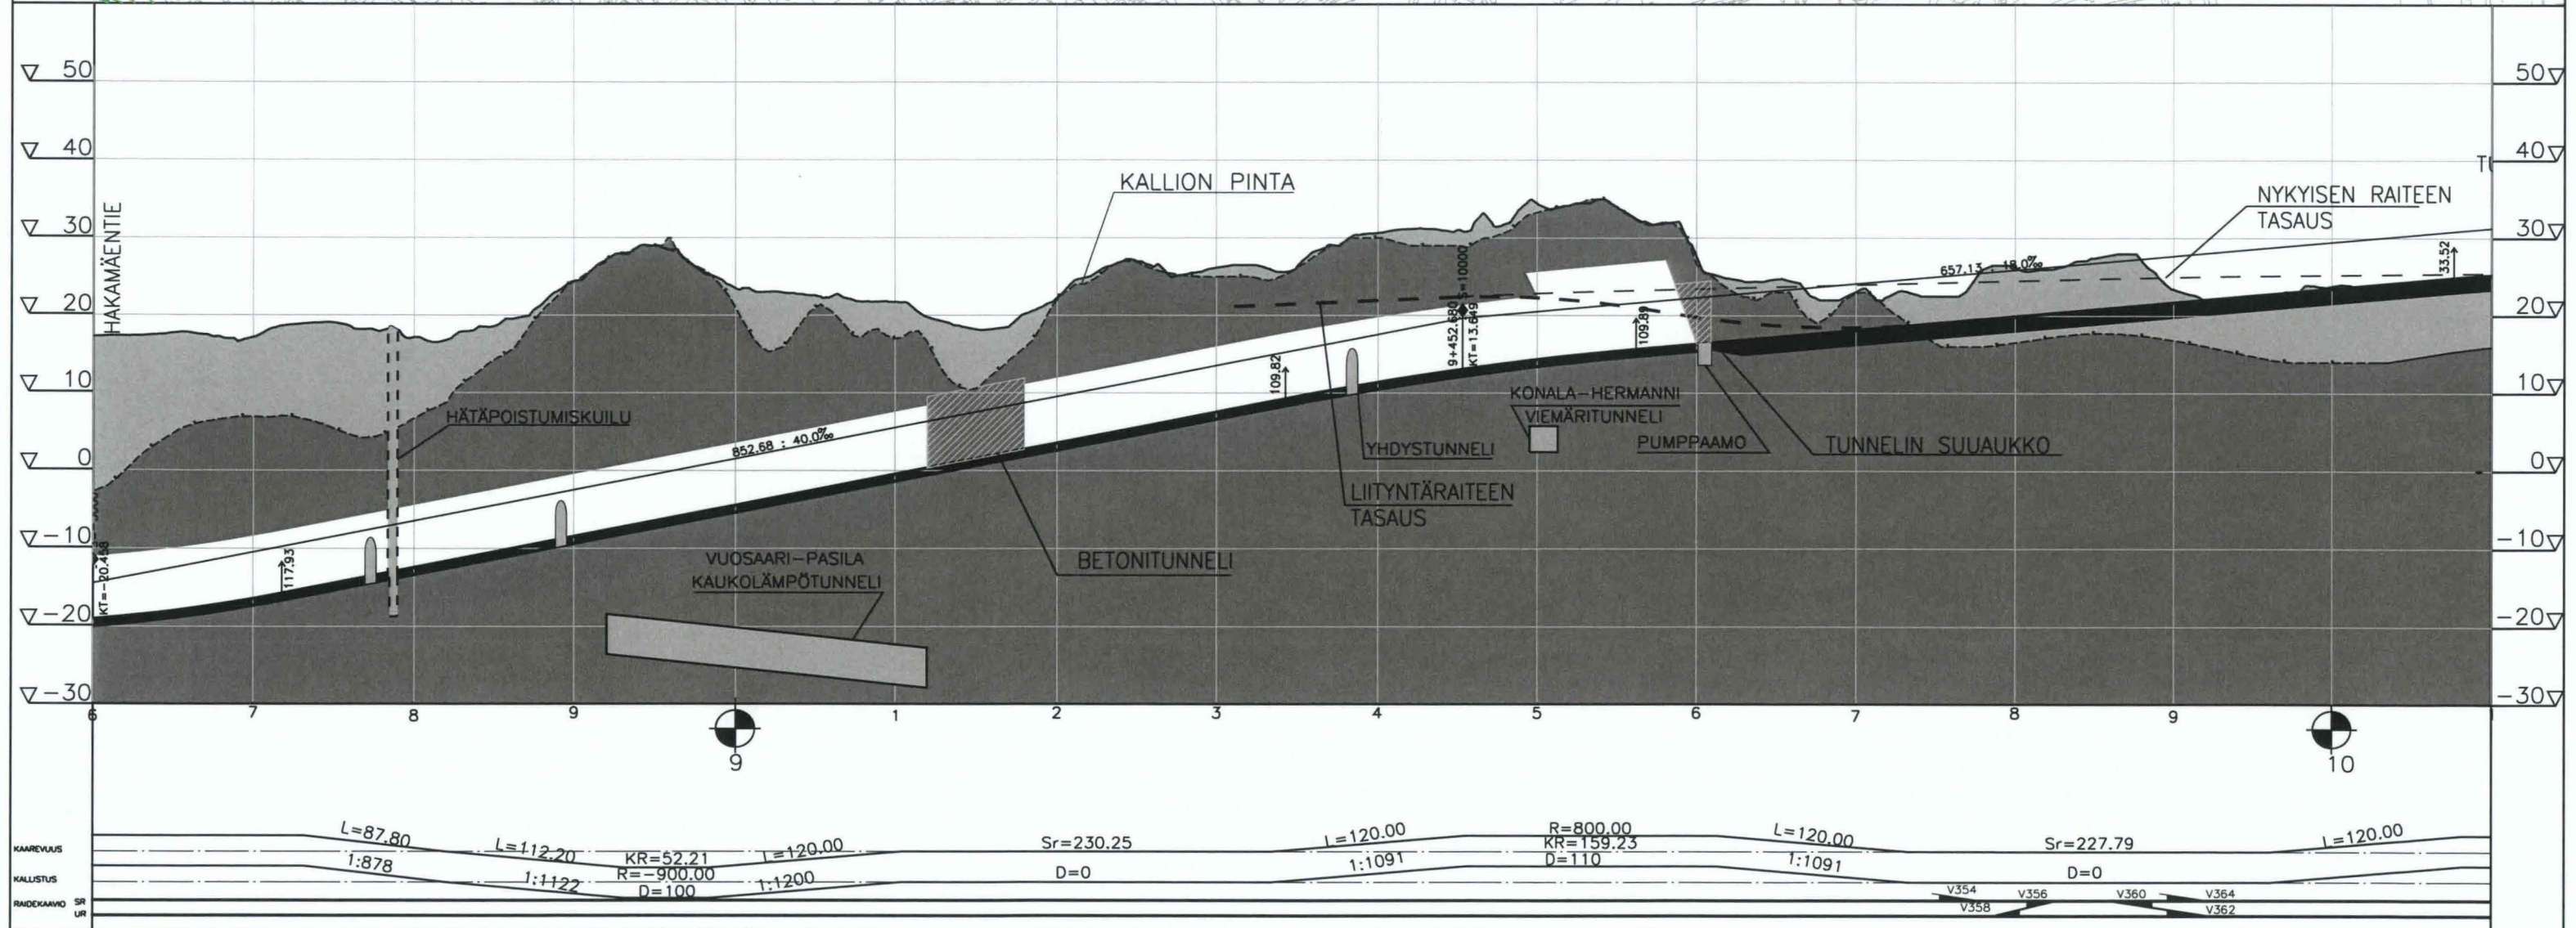 50
40
30
20
10
0
-10
-20
-30
50
40
30
20
10
0
-10
-20
-30
HAKAMÄENTIE
KALLION PINTA
NYKYISEN RAITEEN
TASAUS
657.13 : 18.0‰
33.52
S=10000
9+452.680
KT=13.649
109.89
109.82
HÄTÄPOISTUMISKUILU
852.68 : 40.0‰
KONALA-HERMANNI
VIEMÄRITUNNELI
PUMPPAAMO
TUNNELIN SUUAUKKO
YHDYSTUNNELI
LIITYNTÄRAITEEN
TASAUS
BETONITUNNELI
VUOSAARI-PASILA
KAUKOLÄMPÖTUNNELI
KT=-20.458
117.93
6 7 8 9 1 2 3 4 5 6 7 8 9
9 10
KAAREVUUS
L=87.80 L=112.20 KR=52.21 L=120.00 Sr=230.25 L=120.00 R=800.00 L=120.00 Sr=227.79 L=120.00
KR=159.23
KALLISTUS
1:878 1:1122 R=-900.00 1:1200 D=0 1:1091 D=110 1:1091 D=0
D=100
RAIDEKAAVIO SR
UR
V354 V356 V360 V364
V358 V362